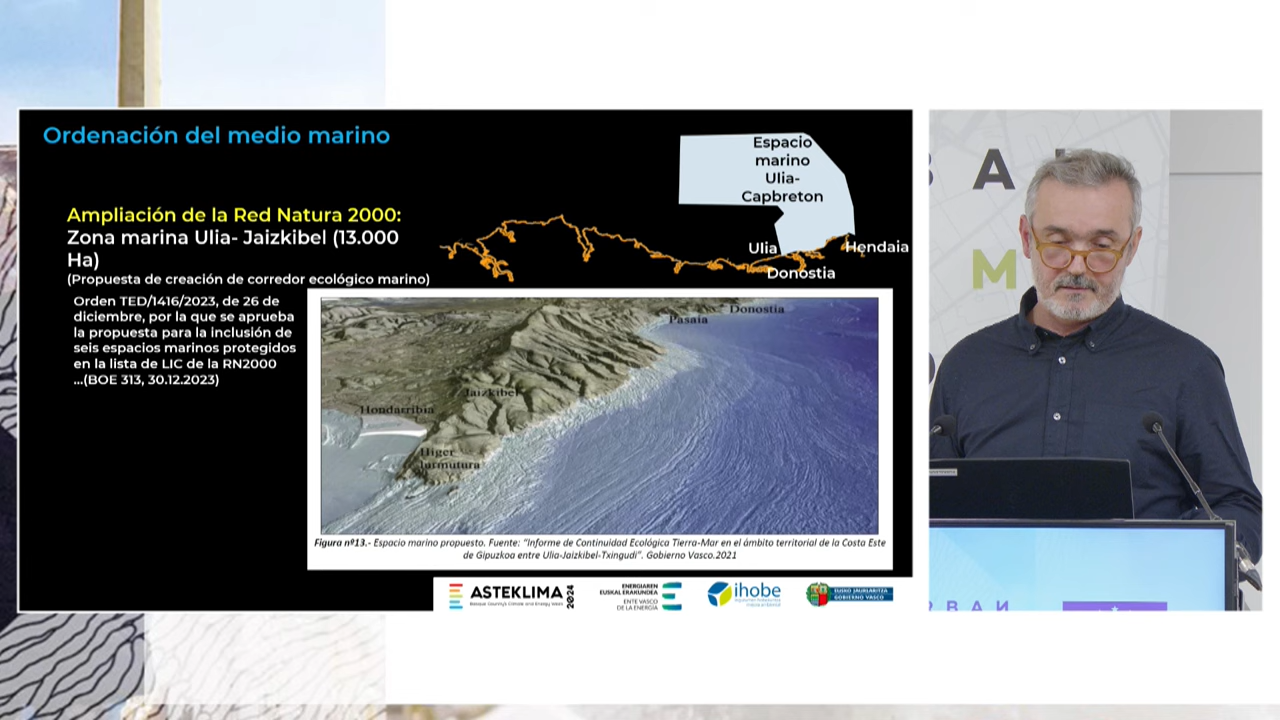 Ordenación del medio marino
Espacio
marino
Ulia-
Capbreton
Ampliación de la Red Natura 2000:
Zona marina Ulia- Jaizkibel (13.000
Ha)
(Propuesta de creación de corredor ecológico marino)
Ulia
Hendaia
Donostia
Orden TED/1416/2023, de 26 de
diciembre, por la que se aprueba
la propuesta para la inclusión de
seis espacios marinos protegidos
en la lista de LIC de la RN2000
...(BOE 313, 30.12.2023)
Donostia
Pasaia
Jaizkibel
Hondarribia
Higer
lurmutura
Figura nº13.- Espacio marino propuesto. Fuente: "Informe de Continuidad Ecológica Tierra-Mar en el ámbito territorial de la Costa Este
de Gipuzkoa entre Ulia-Jaizkibel-Txingudi". Gobierno Vasco.2021
ASTEKLIMA 2024
Basque Country's Climate and Energy Week
ENERGIAREN
EUSKAL ERAKUNDEA
ENTE VASCO
DE LA ENERGÍA
ihobe
EUSKO JAURLARITZA
GOBIERNO VASCO
A
M